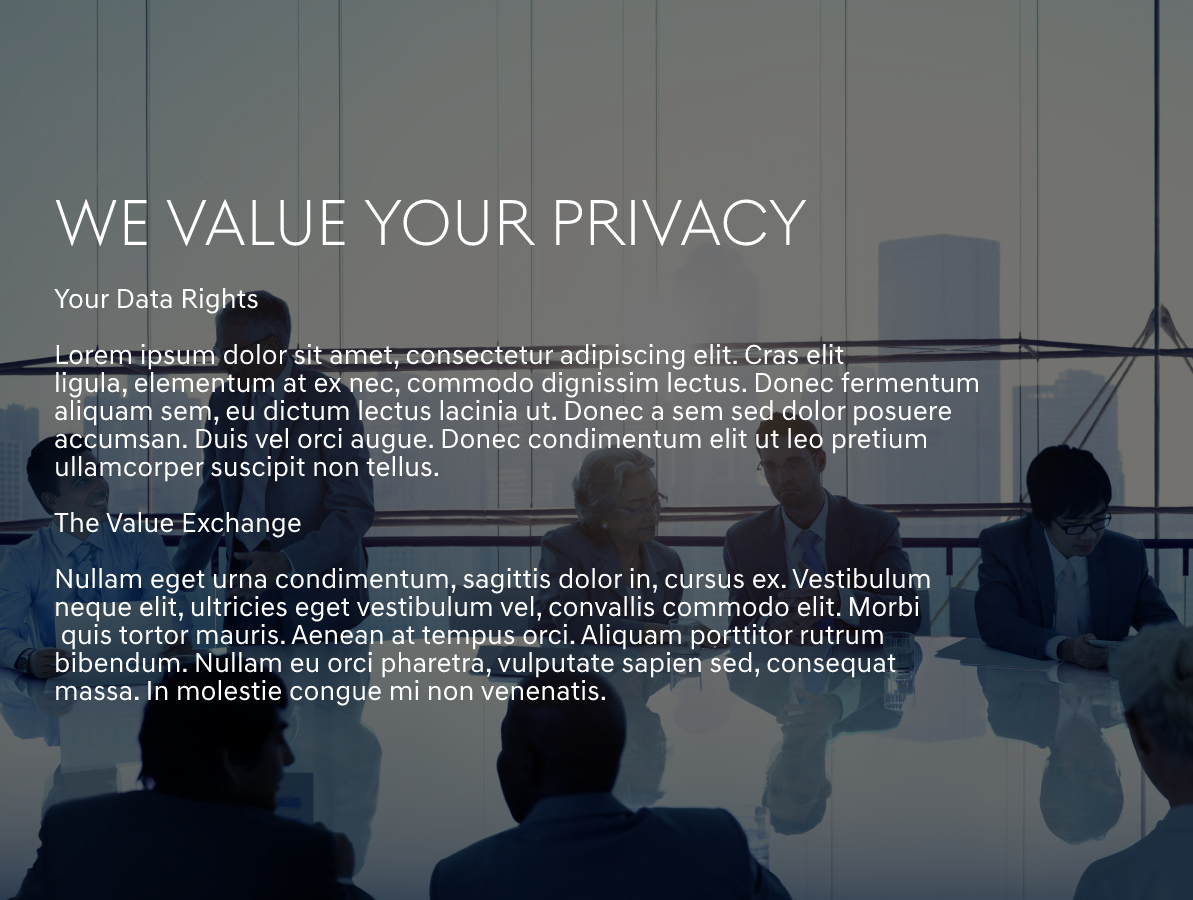 WE VALUE YOUR PRIVACY
Your Data Rights
Lorem ipsum dolor sit amet, consectetur adipiscing elit. Cras elit
ligula, elementum at ex nec, commodo dignissim lectus. Donec fermentum
aliquam sem, eu dictum lectus lacinia ut. Donec a sem sed dolor posuere
accumsan. Duis vel orci augue. Donec condimentum elit ut leo pretium
ullamcorper suscipit non tellus.
The Value Exchange
Nullam eget urna condimentum, sagittis dolor in, cursus ex. Vestibulum
neque elit, ultricies eget vestibulum vel, convallis commodo elit. Morbi
quis tortor mauris. Aenean at tempus orci. Aliquam porttitor rutrum
bibendum. Nullam eu orci pharetra, vulputate sapien sed, consequat
massa. In molestie congue mi non venenatis.